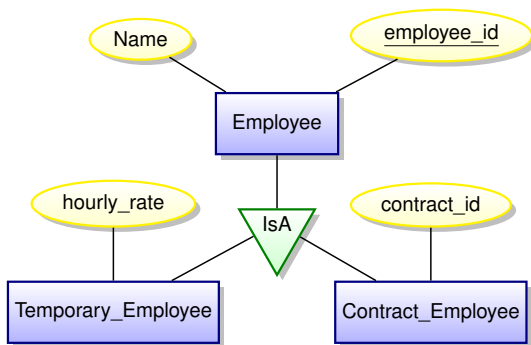 Name
employee_id
Employee
hourly_rate
IsA
contract_id
Temporary_Employee
Contract_Employee